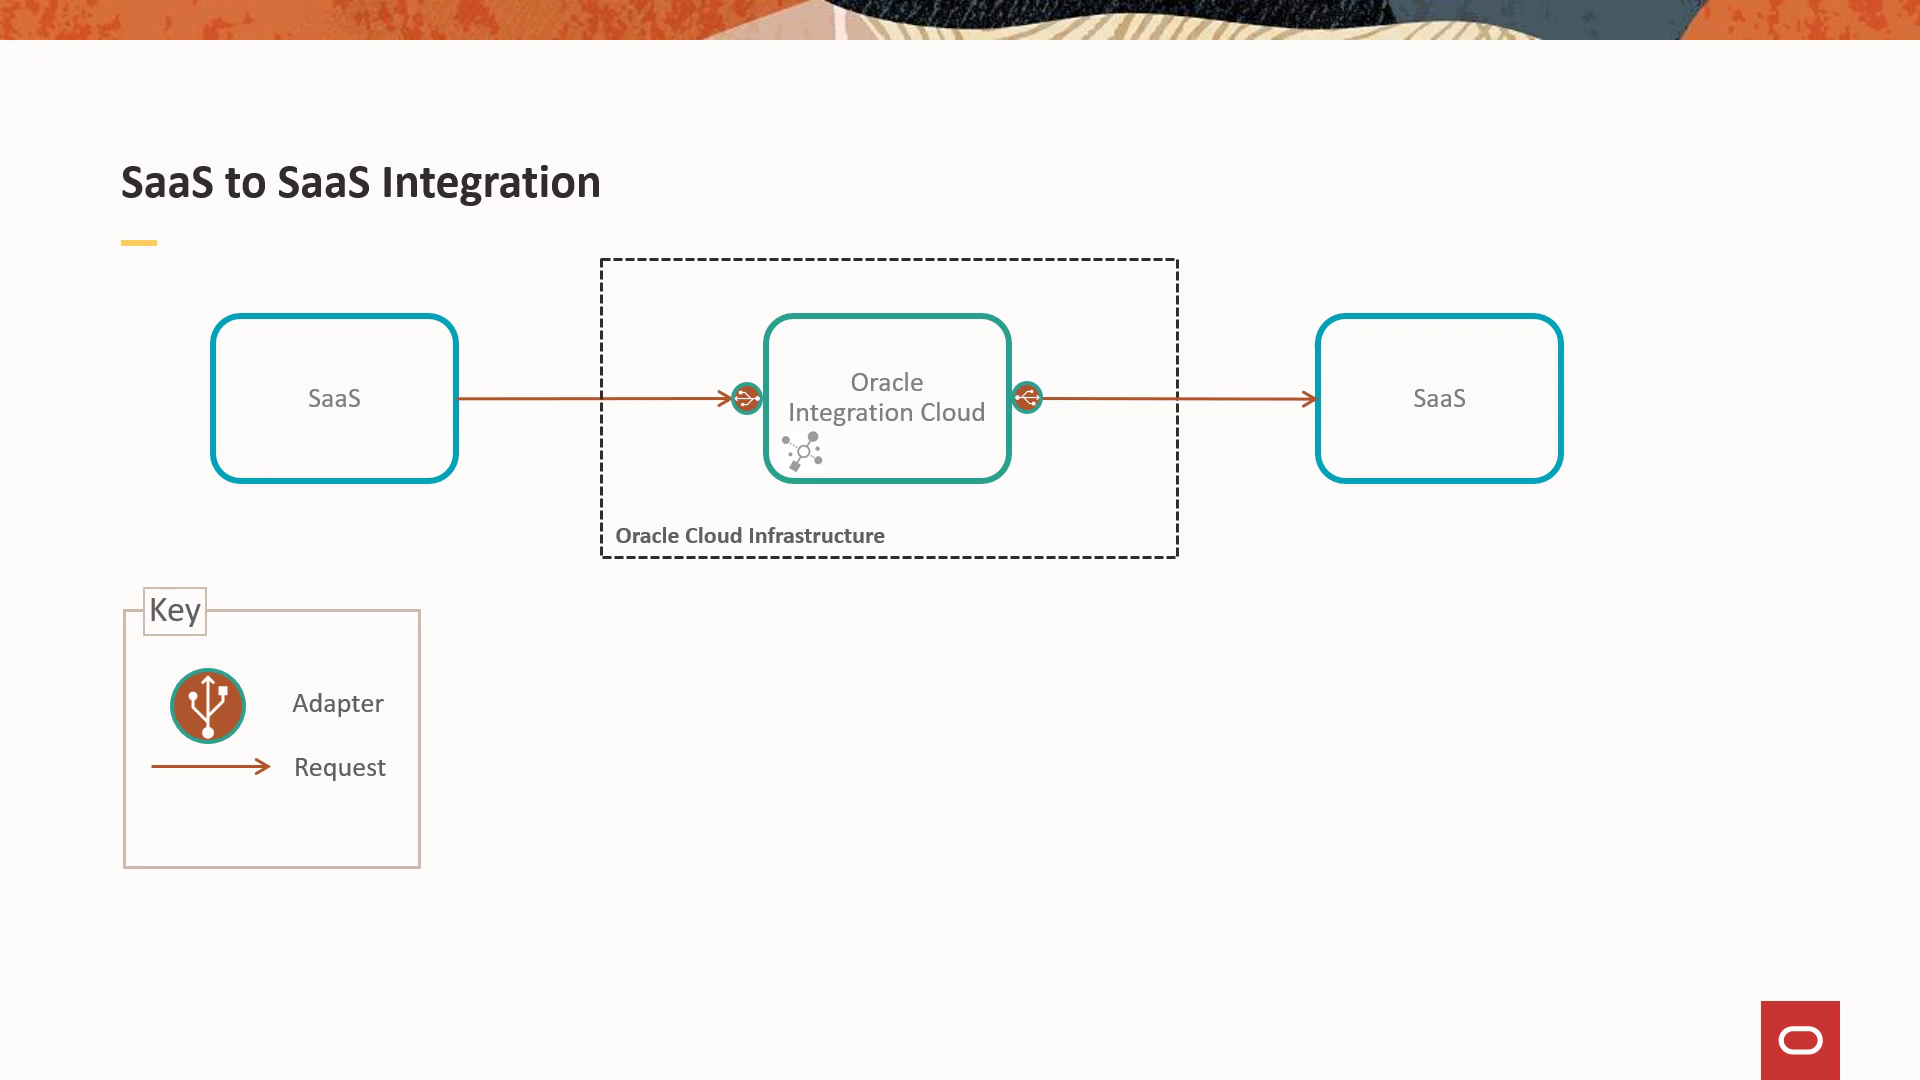 SaaS to SaaS Integration
SaaS
Oracle
Integration Cloud
SaaS
Oracle Cloud Infrastructure
Key
Adapter
Request